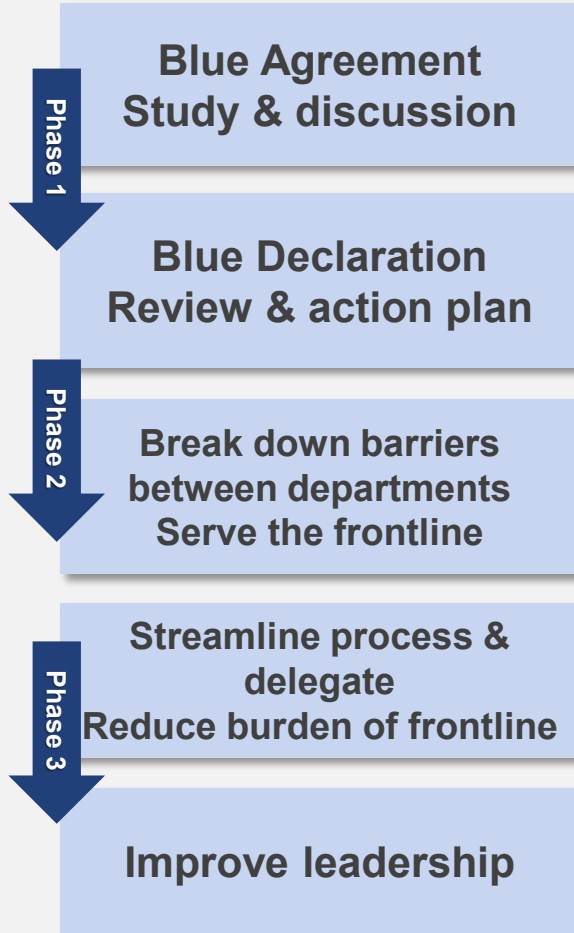 Blue Agreement
Study & discussion
Phase 1
Blue Declaration
Review & action plan
Phase 2
Break down barriers
between departments
Serve the frontline
Streamline process &
delegate
Reduce burden of frontline
Phase 3
Improve leadership